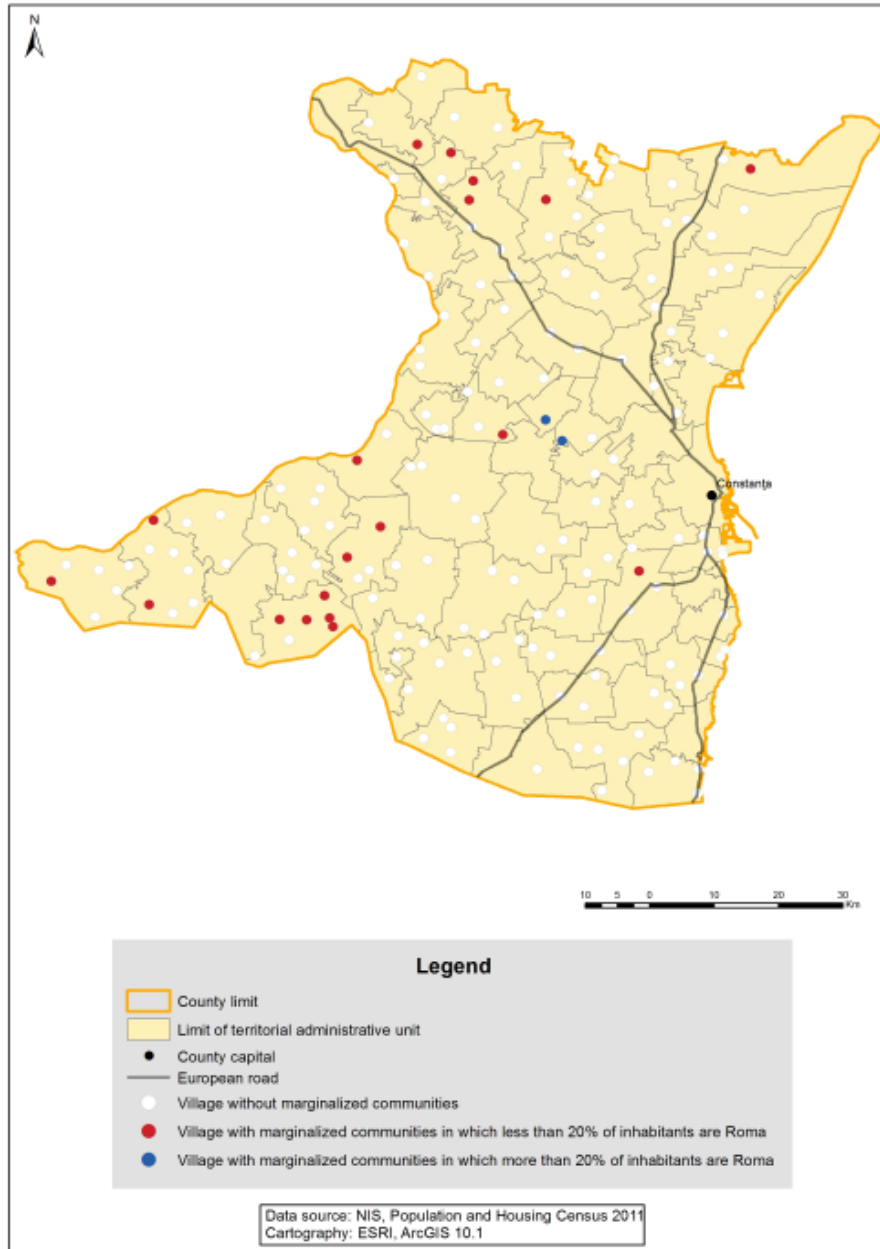 N
Constanța
10 5 0 10 20 30
Km
Legend
County limit
Limit of territorial administrative unit
County capital
European road
Village without marginalized communities
Village with marginalized communities in which less than 20% of inhabitants are Roma
Village with marginalized communities in which more than 20% of inhabitants are Roma
Data source: NIS, Population and Housing Census 2011
Cartography: ESRI, ArcGIS 10.1